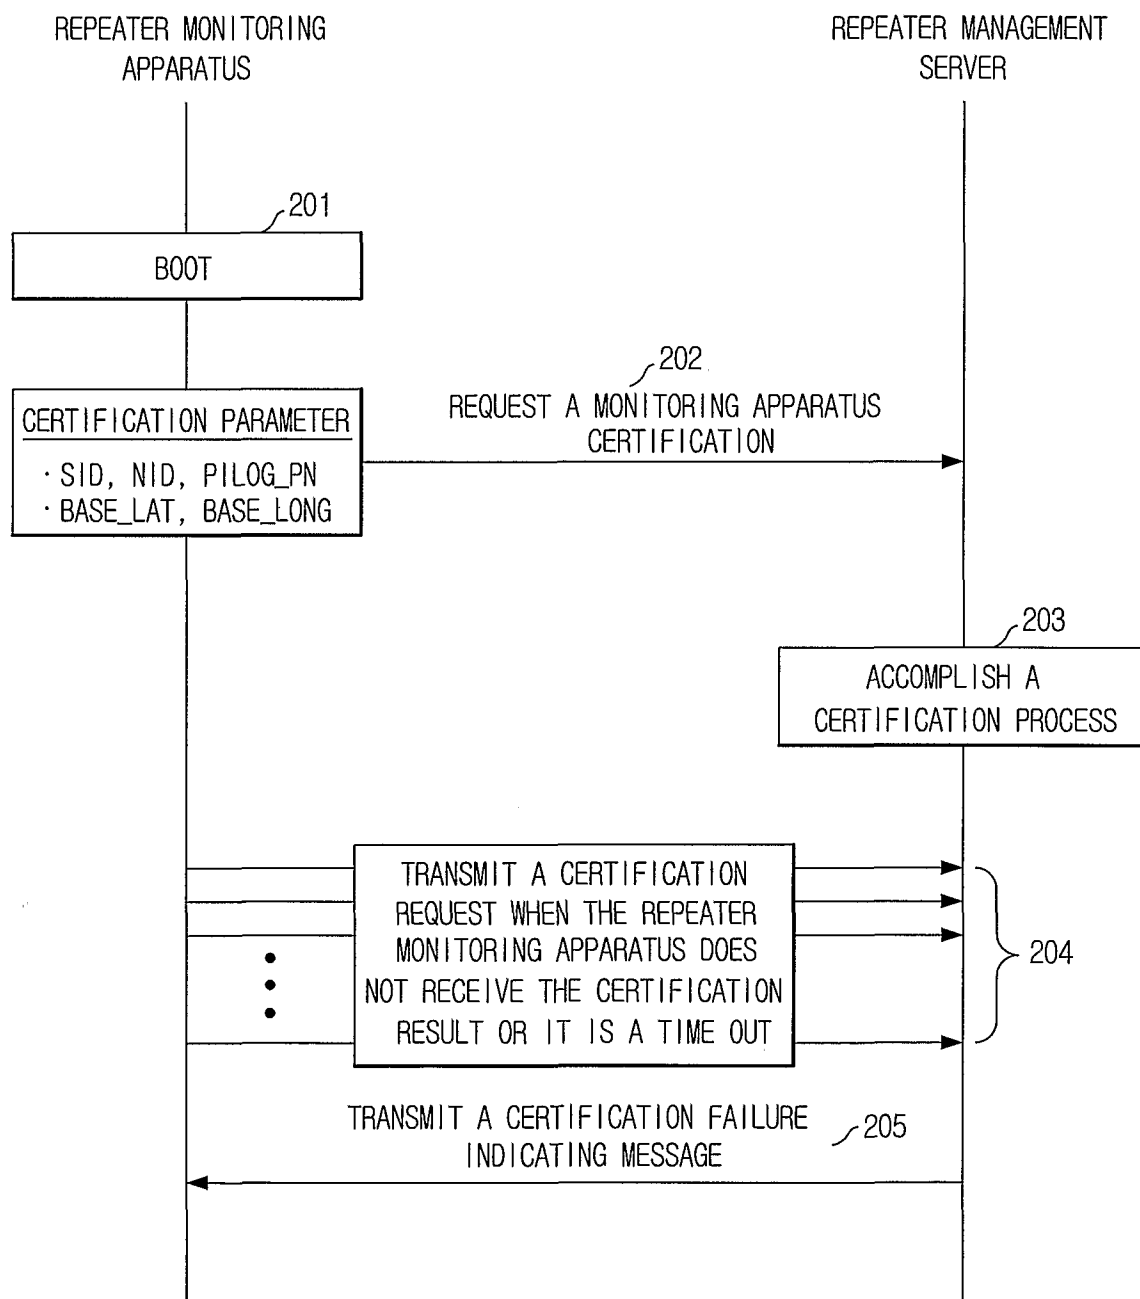 REPEATER MONITORING
APPARATUS
REPEATER MANAGEMENT
SERVER
201
BOOT
202
REQUEST A MONITORING APPARATUS
CERTIFICATION
CERTIFICATION PARAMETER
· SID, NID, PILOG_PN
· BASE_LAT, BASE_LONG
203
ACCOMPLISH A
CERTIFICATION PROCESS
TRANSMIT A CERTIFICATION
REQUEST WHEN THE REPEATER
MONITORING APPARATUS DOES
NOT RECEIVE THE CERTIFICATION
RESULT OR IT IS A TIME OUT
204
TRANSMIT A CERTIFICATION FAILURE
INDICATING MESSAGE
205